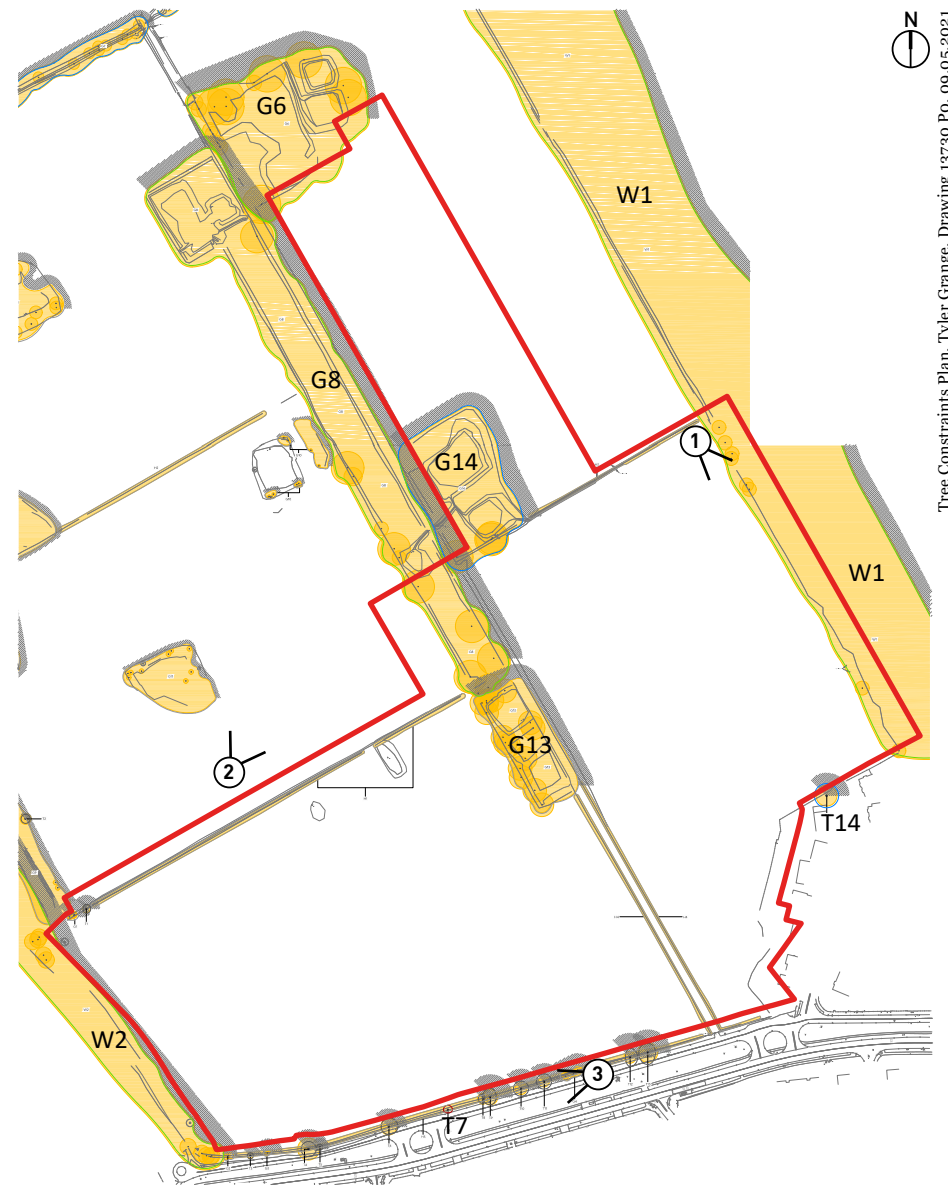 N
Tree Constraints Plan, Tyler Grange, Drawing 13730 P9, 09.05.2021
G6
W1
G8
G14
1
W1
G13
2
T14
W2
3
T7